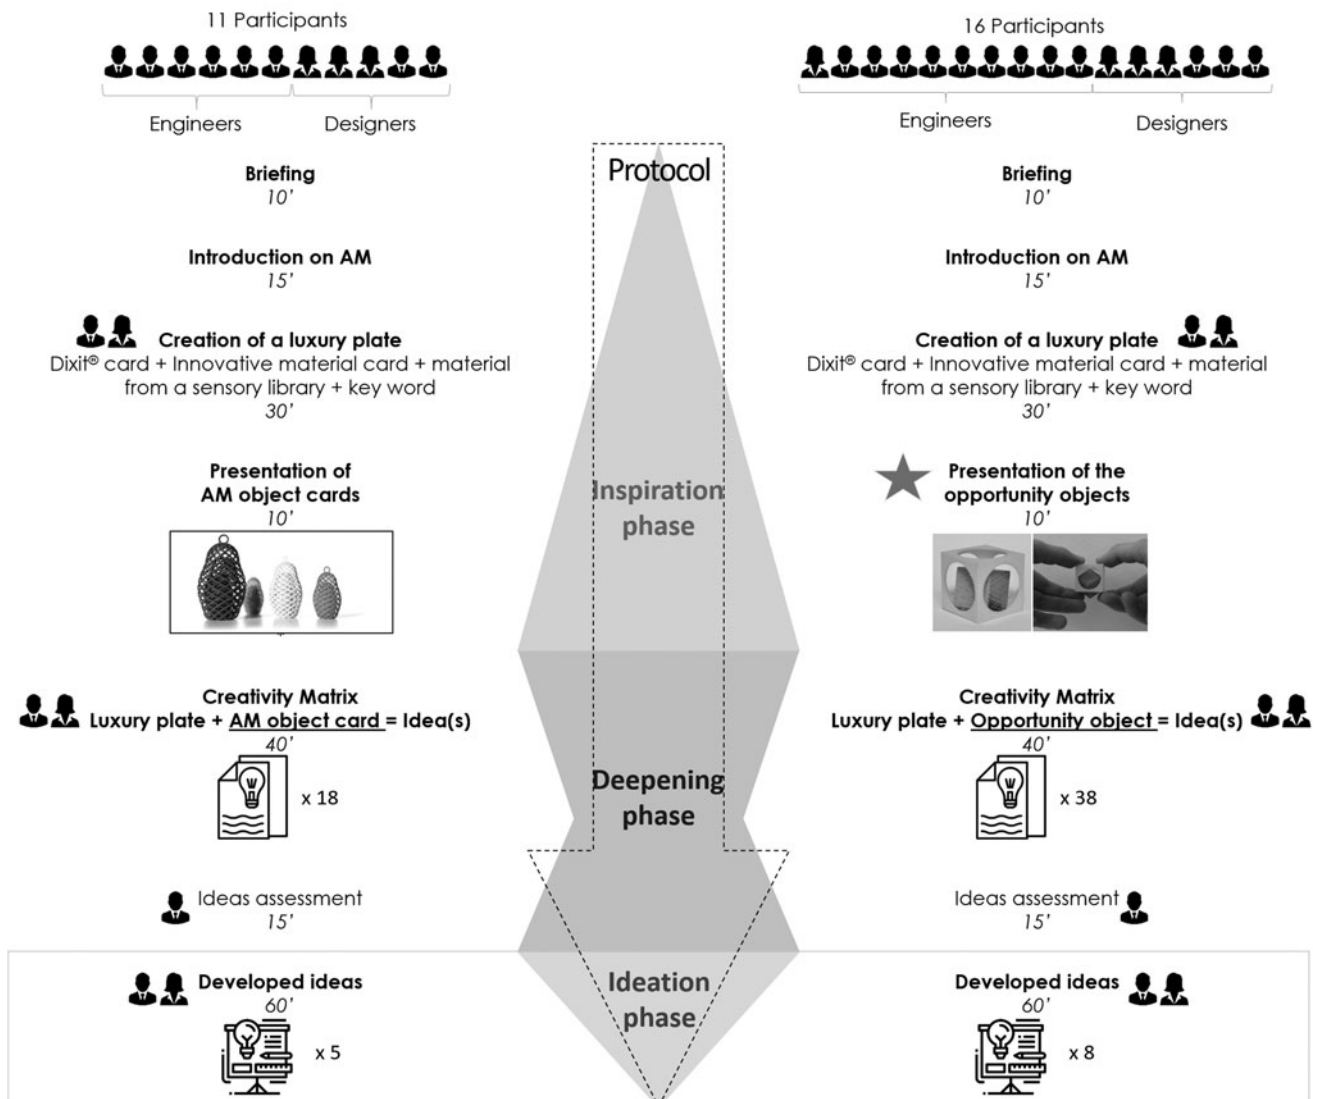 11 Participants
Engineers
Designers
Briefing
10’
Introduction on AM
15’
Creation of a luxury plate
Dixit® card + Innovative material card + material
from a sensory library + key word
30’
Presentation of
AM object cards
10’
Creativity Matrix
Luxury plate + AM object card = Idea(s)
40’
x 18
Ideas assessment
15’
Developed ideas
60’
x 5
Protocol
Inspiration
phase
Deepening
phase
Ideation
phase
16 Participants
Engineers
Designers
Briefing
10’
Introduction on AM
15’
Creation of a luxury plate
Dixit® card + Innovative material card + material
from a sensory library + key word
30’
Presentation of the
opportunity objects
10’
Creativity Matrix
Luxury plate + Opportunity object = Idea(s)
40’
x 38
Ideas assessment
15’
Developed ideas
60’
x 8